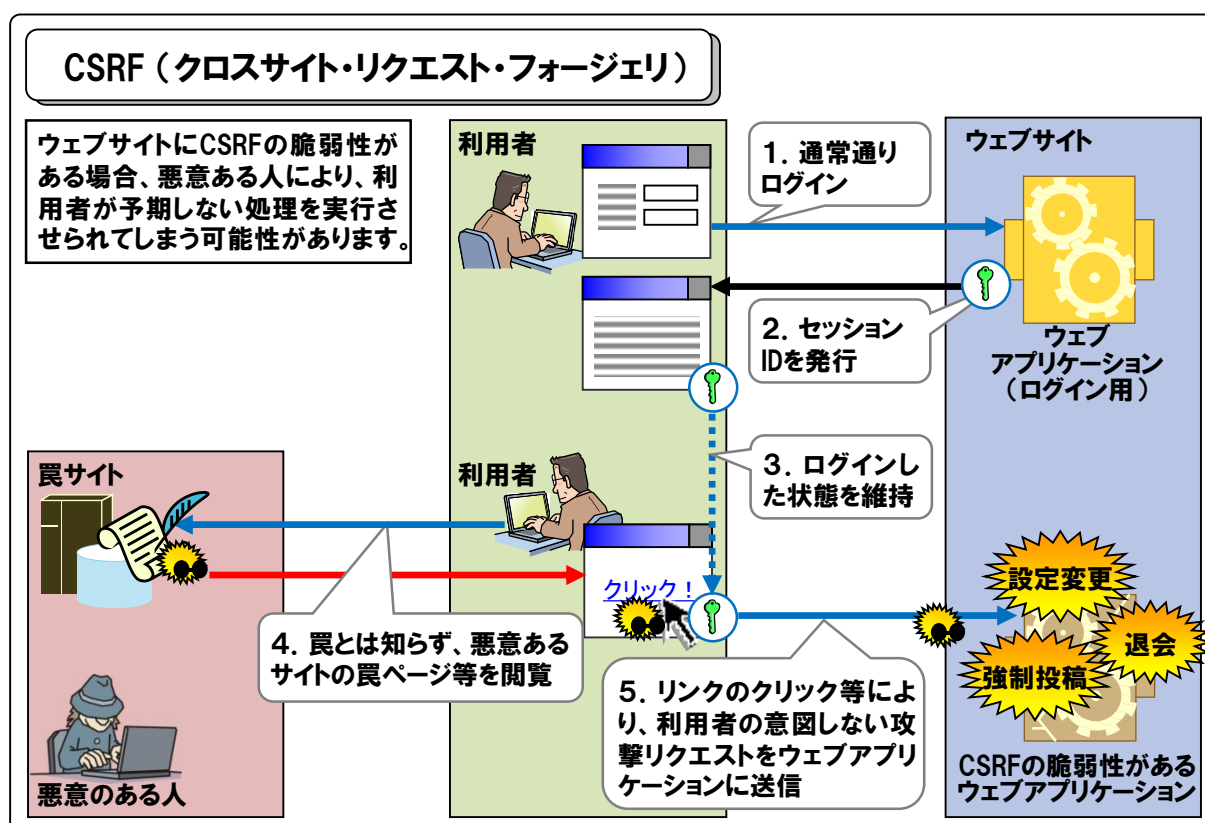 CSRF（クロスサイト・リクエスト・フォージェリ）
ウェブサイトにCSRFの脆弱性が
ある場合、悪意ある人により、利
用者が予期しない処理を実行さ
せられてしまう可能性があります。
利用者
1．通常通り
ログイン
ウェブサイト
2．セッション
IDを発行
ウェブ
アプリケーション
（ログイン用）
3．ログインし
た状態を維持
罠サイト
利用者
クリック！
4．罠とは知らず、悪意ある
サイトの罠ページ等を閲覧
設定変更
退会
強制投稿
5．リンクのクリック等によ
り、利用者の意図しない攻
撃リクエストをウェブアプリ
ケーションに送信
悪意のある人
CSRFの脆弱性がある
ウェブアプリケーション